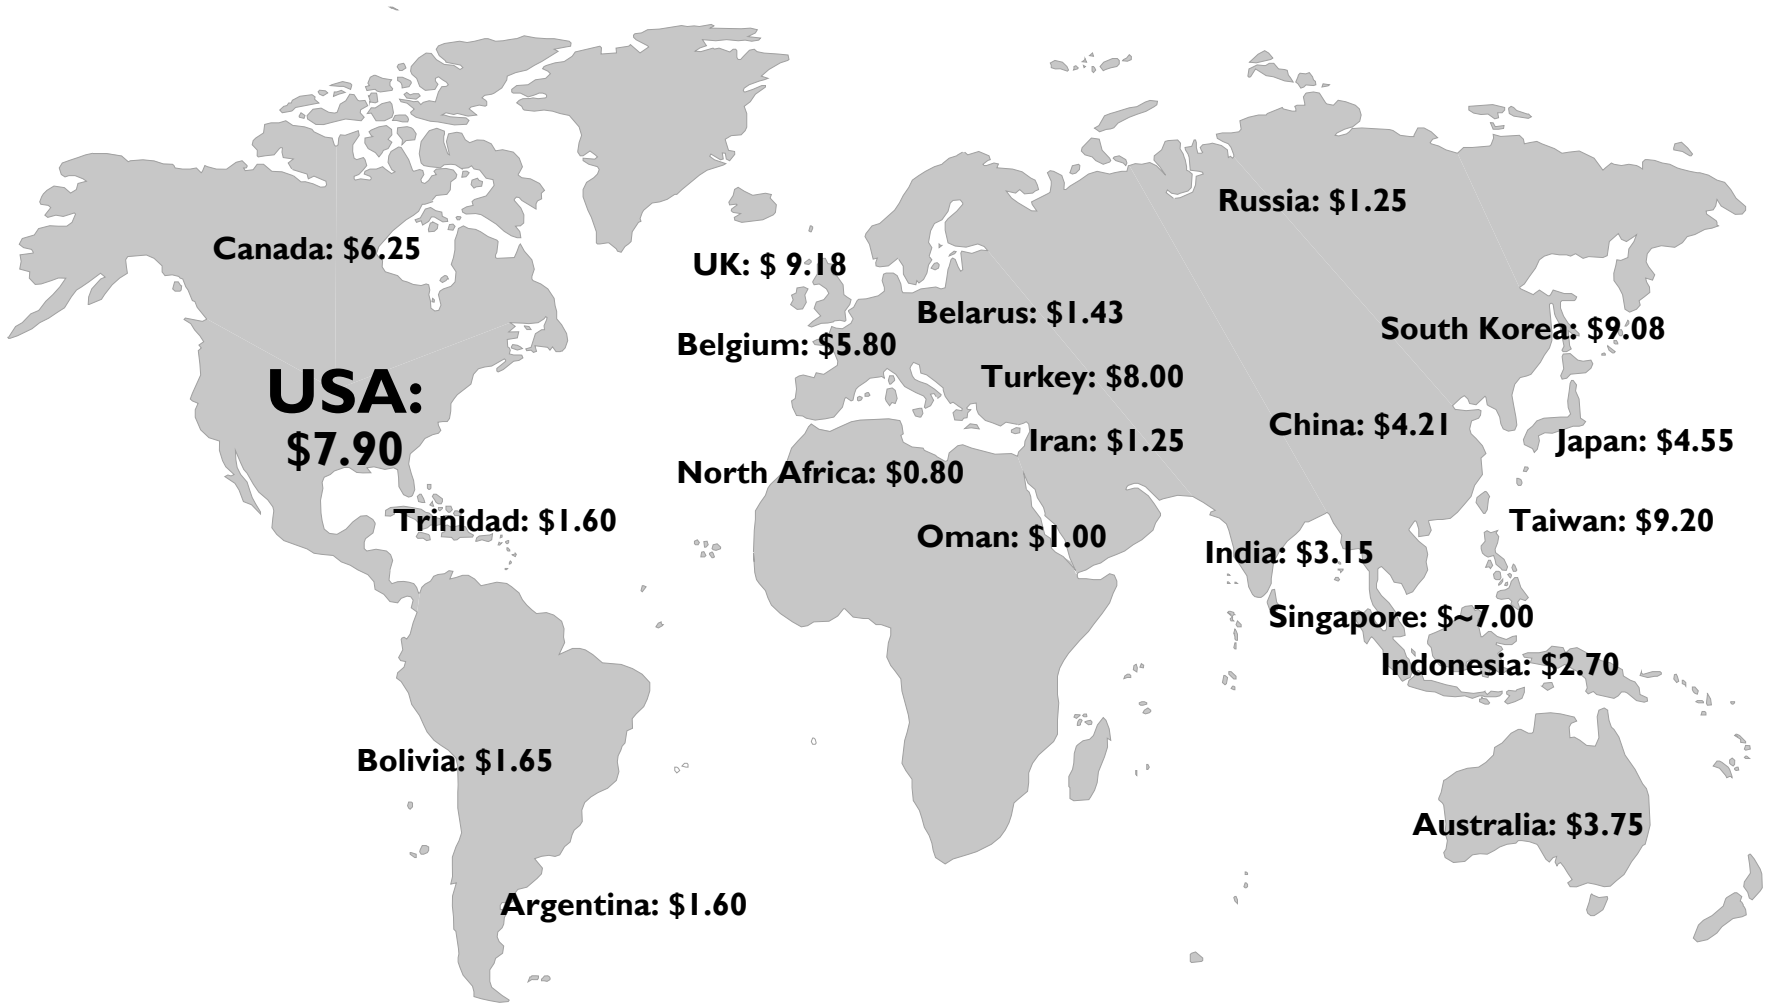 Russia: $1.25
Canada: $6.25
UK: $ 9.18
Belarus: $1.43
South Korea: $9.08
Belgium: $5.80
Turkey: $8.00
USA:
$7.90
China: $4.21
Iran: $1.25
Japan: $4.55
North Africa: $0.80
Trinidad: $1.60
Taiwan: $9.20
Oman: $1.00
India: $3.15
Singapore: $~7.00
Indonesia: $2.70
Bolivia: $1.65
Australia: $3.75
Argentina: $1.60